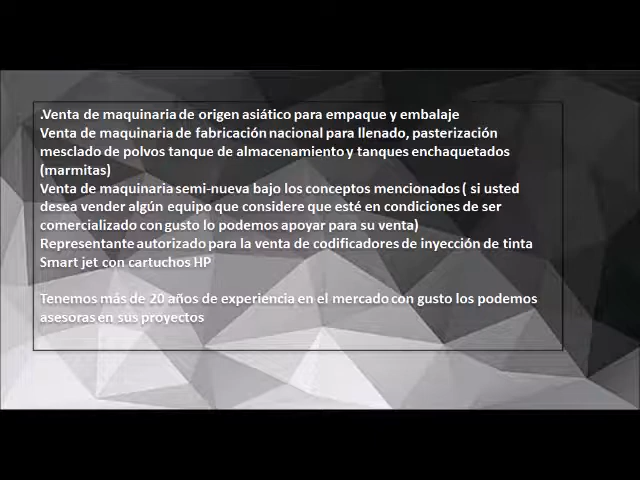 .Venta de maquinaria de origen asiático para empaque y embalaje
Venta de maquinaria de fabricación nacional para llenado, pasterización
mesclado de polvos tanque de almacenamiento y tanques enchaquetados
(marmitas)
Venta de maquinaria semi-nueva bajo los conceptos mencionados ( si usted
desea vender algún equipo que considere que esté en condiciones de ser
comercializado con gusto lo podemos apoyar para su venta)
Representante autorizado para la venta de codificadores de inyección de tinta
Smart jet con cartuchos HP
Tenemos más de 20 años de experiencia en el mercado con gusto los podemos
asesoras en sus proyectos